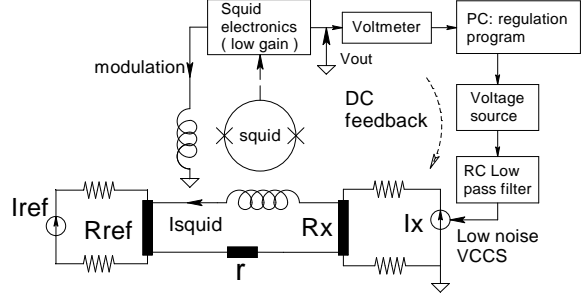 Squid
electronics
( low gain )
Voltmeter
PC: regulation
program
Vout
modulation
DC
feedback
Voltage
source
squid
RC Low
pass filter
Iref
Rref
Isquid
Rx
Ix
r
Low noise
VCCS